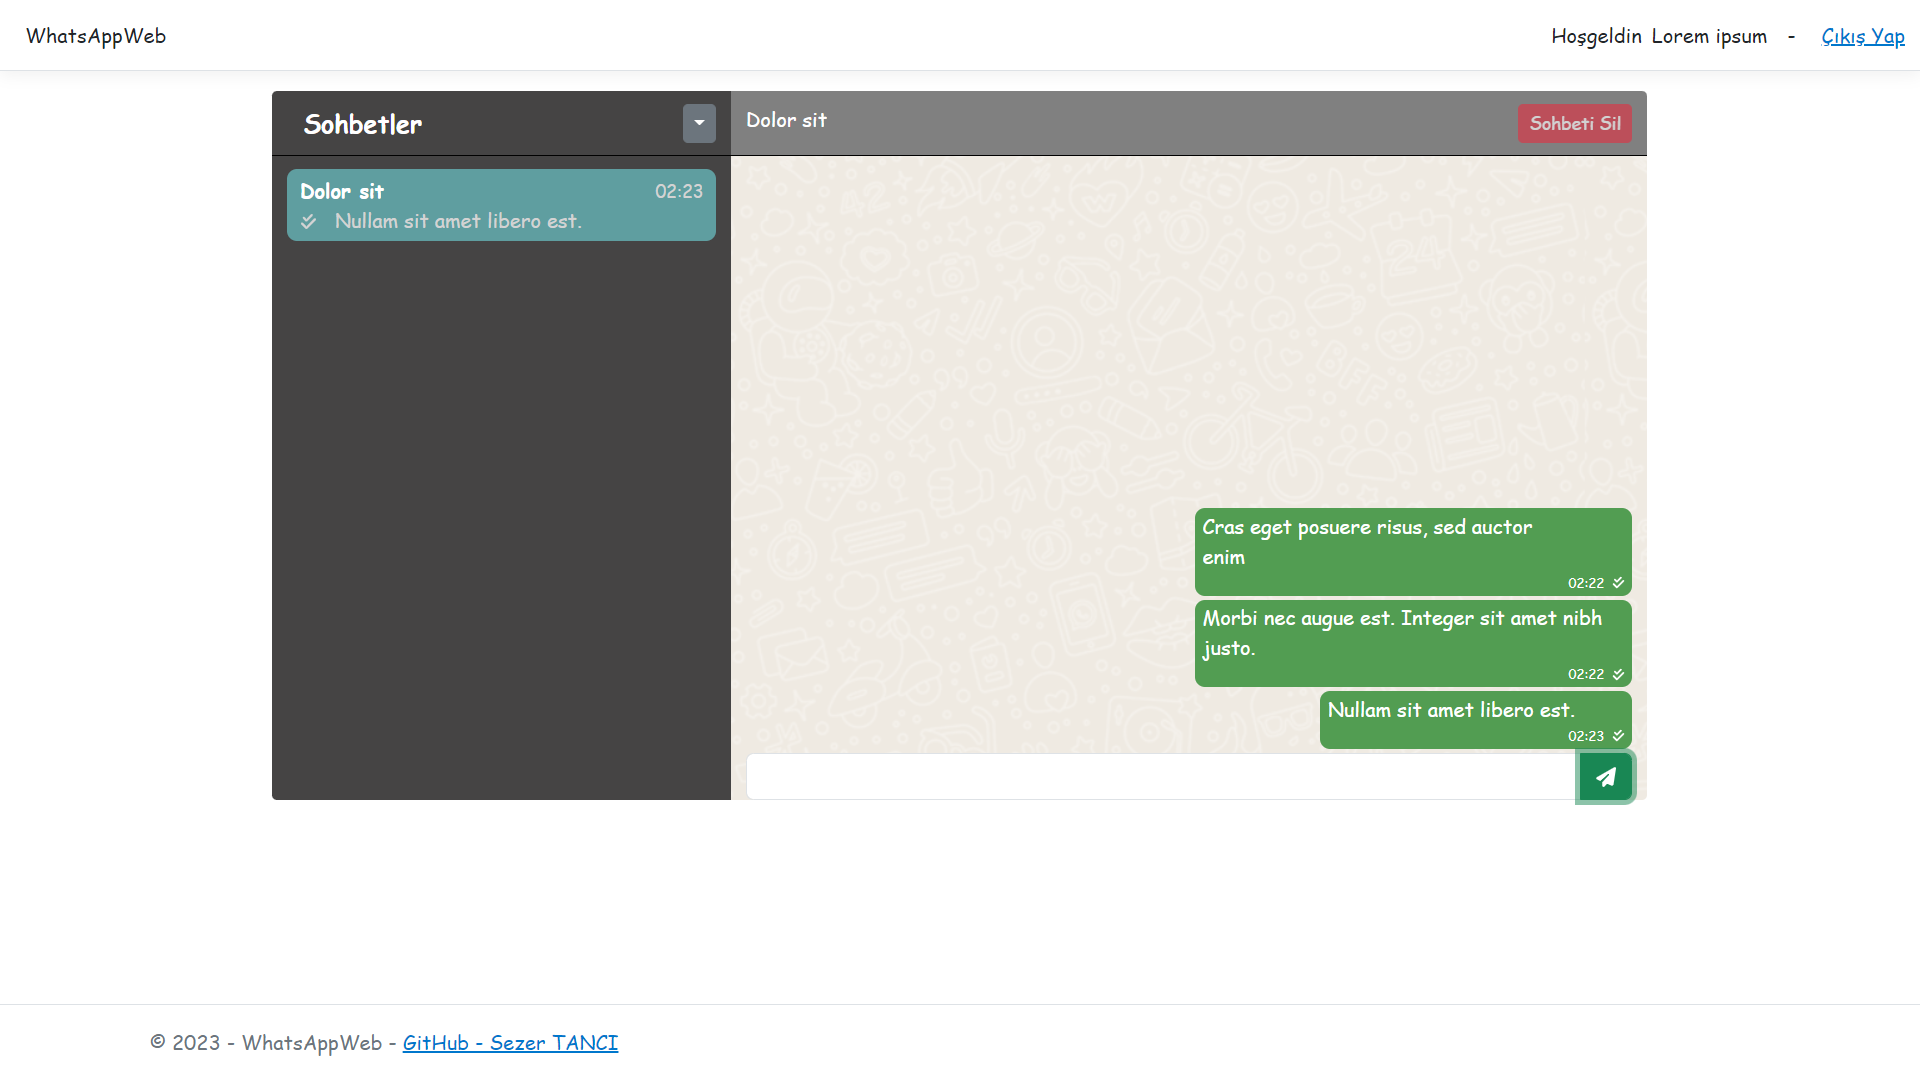 WhatsAppWeb
Hoşgeldin Lorem ipsum - Çıkış Yap
Sohbetler
Dolor sit 02:23
Nullam sit amet libero est.
Dolor sit
Sohbeti Sil
Cras eget posuere risus, sed auctor
enim
02:22
Morbi nec augue est. Integer sit amet nibh
justo.
02:22
Nullam sit amet libero est.
02:23
© 2023 - WhatsAppWeb - GitHub - Sezer TANCI